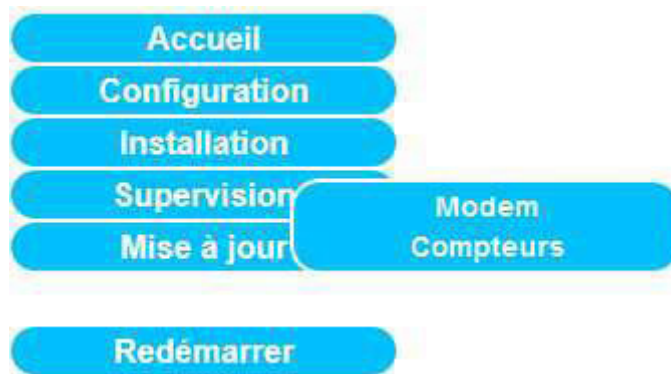 Accueil
Configuration
Installation
Supervision
Mise à jour
Modem
Compteurs
Redémarrer